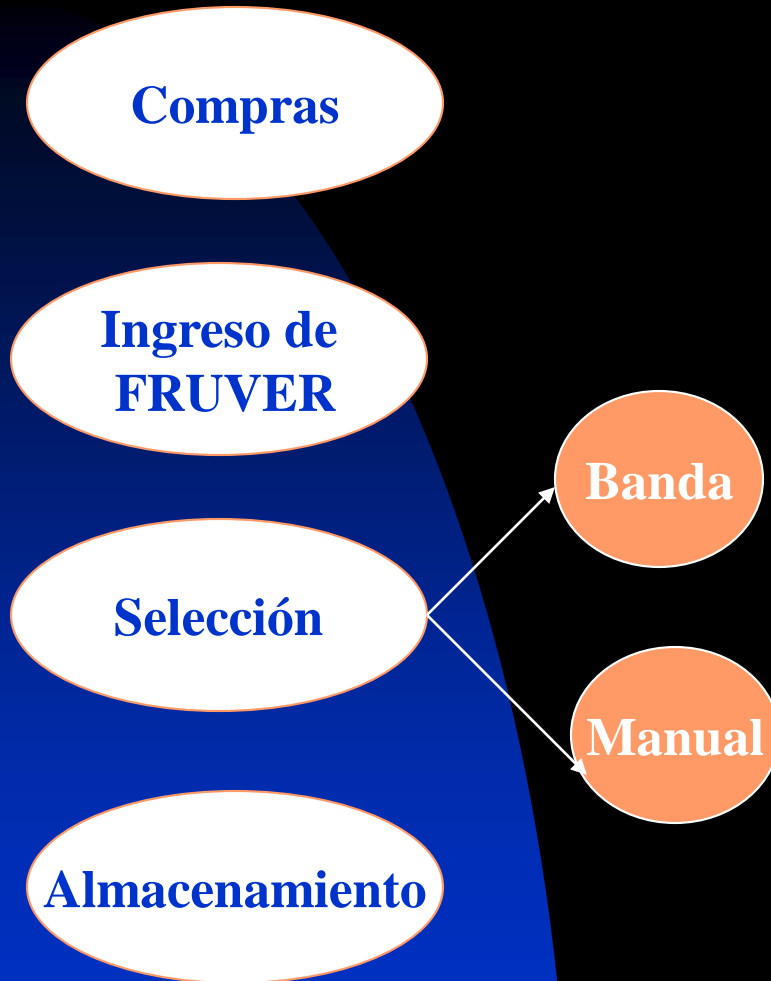 Compras
Ingreso de
FRUVER
Banda
Selección
Manual
Almacenamiento